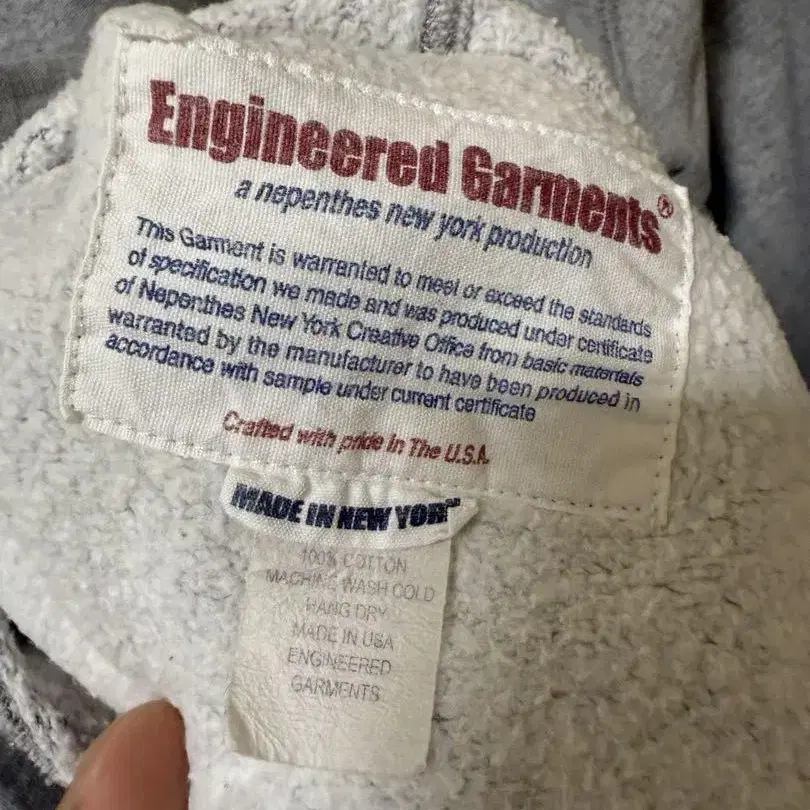 Engineered Garments®
a nepenthes new york production
This Garment is warranted to meet or exceed the standards
of specification we made and was produced under certificate
of Nepenthes New York Creative Office from basic materials
warranted by the manufacturer to have been produced in
accordance with sample under current certificate
Crafted with pride in The U.S.A.
MADE IN NEW YORK
100% COTTON
MACHINE WASH COLD
HANG DRY
MADE IN USA
ENGINEERED
GARMENTS